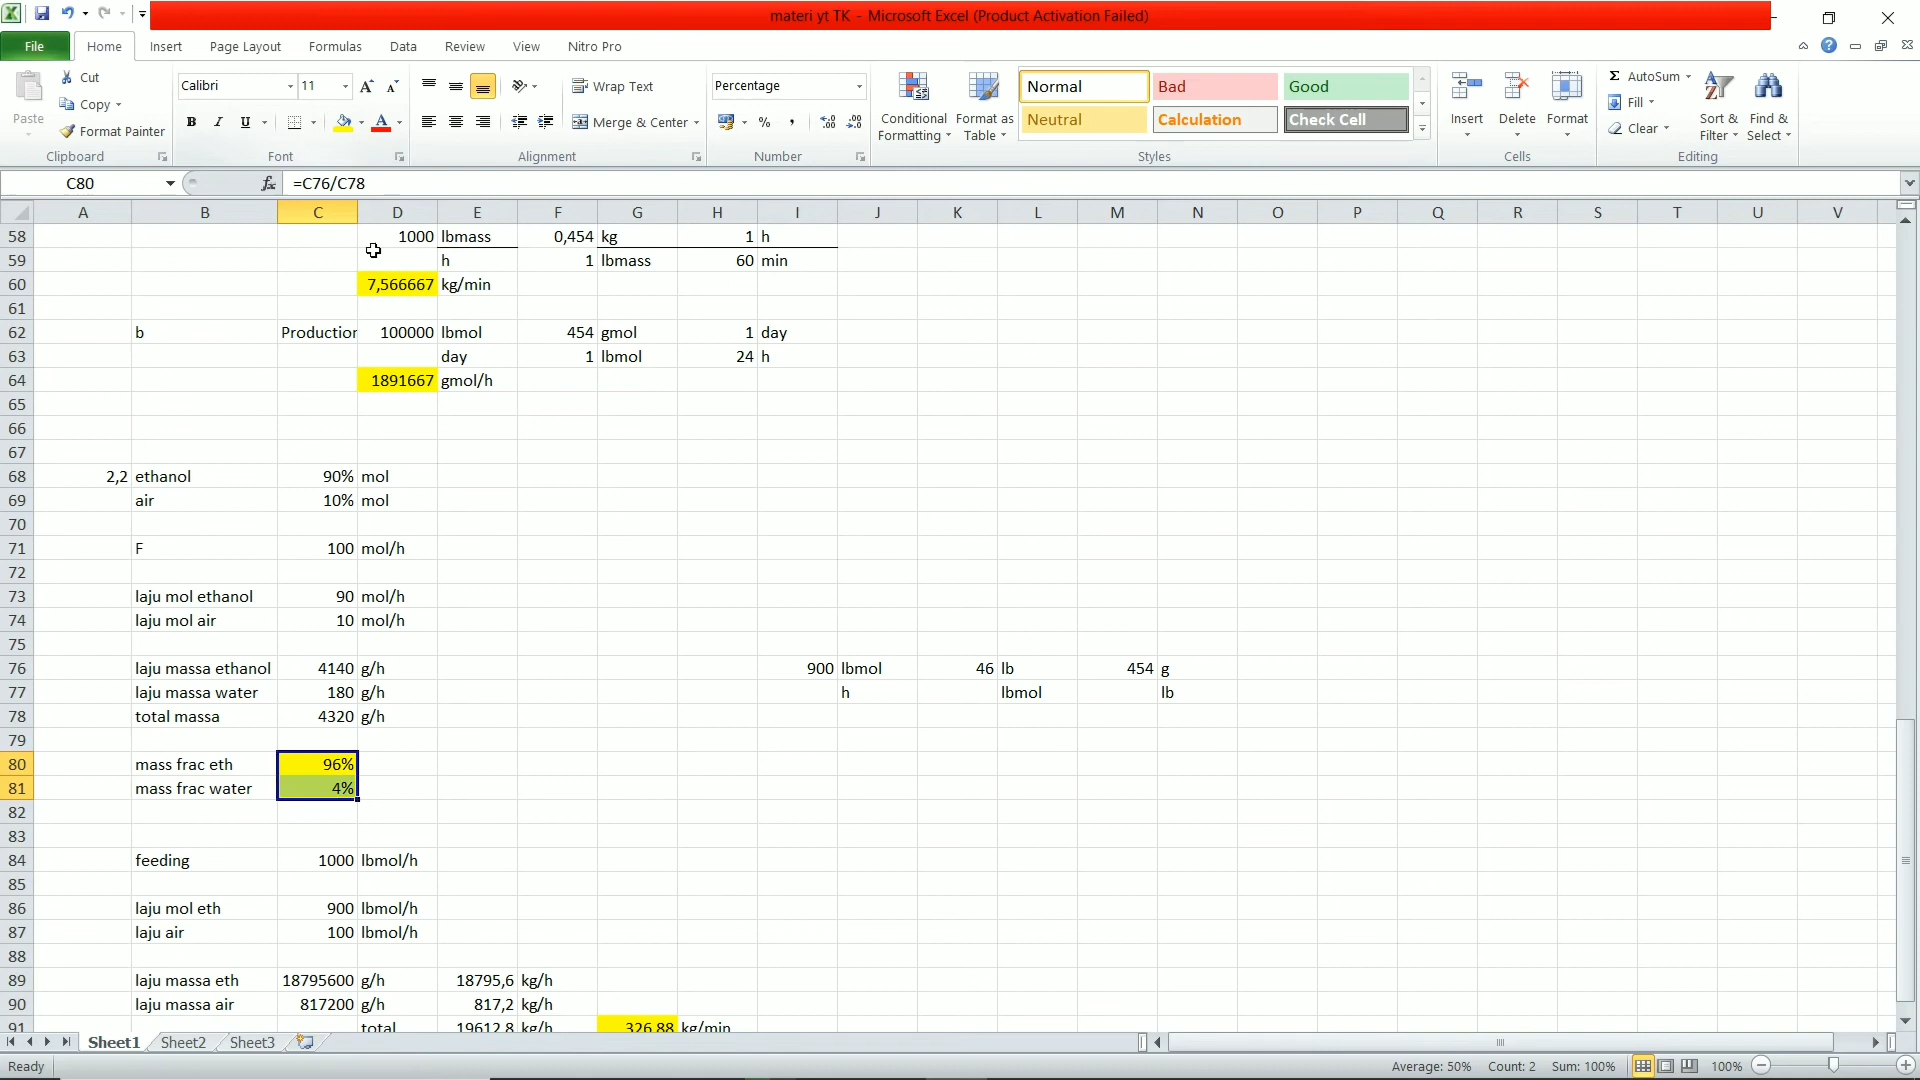 materi yt TK - Microsoft Excel (Product Activation Failed)
File Home Insert Page Layout Formulas Data Review View Nitro Pro
Paste Cut Copy Format Painter Clipboard
Calibri 11 A A B I U A Font
Wrap Text Merge & Center Alignment
Percentage % , Number
Conditional Formatting Format as Table
Normal Bad Good
Neutral Calculation Check Cell
Styles
Insert Delete Format Cells
Σ AutoSum Fill Clear Sort & Filter Find & Select Editing
C80 fx =C76/C78
A B C D E F G H I J K L M N O P Q R S T U V
58 1000 lbmass 0,454 kg 1 h
59 h 1 lbmass 60 min
60 7,566667 kg/min
61
62 b Production 100000 lbmol 454 gmol 1 day
63 day 1 lbmol 24 h
64 1891667 gmol/h
65
66
67
68 2,2 ethanol 90% mol
69 air 10% mol
70
71 F 100 mol/h
72
73 laju mol ethanol 90 mol/h
74 laju mol air 10 mol/h
75
76 laju massa ethanol 4140 g/h 900 lbmol 46 lb 454 g
77 laju massa water 180 g/h h lbmol lb
78 total massa 4320 g/h
79
80 mass frac eth 96%
81 mass frac water 4%
82
83
84 feeding 1000 lbmol/h
85
86 laju mol eth 900 lbmol/h
87 laju air 100 lbmol/h
88
89 laju massa eth 18795600 g/h 18795,6 kg/h
90 laju massa air 817200 g/h 817,2 kg/h
91 total 19612,8 kg/h 326,88 kg/min
Sheet1 Sheet2 Sheet3
Ready Average: 50% Count: 2 Sum: 100% 100%